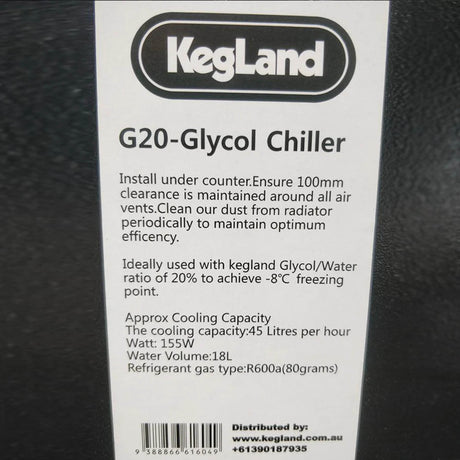 KegLand
G20-Glycol Chiller
Install under counter.Ensure 100mm
clearance is maintained around all air
vents.Clean our dust from radiator
periodically to maintain optimum
efficency.
Ideally used with kegland Glycol/Water
ratio of 20% to achieve -8℃ freezing
point.
Approx Cooling Capacity
The cooling capacity:45 Litres per hour
Watt: 155W
Water Volume:18L
Refrigerant gas type:R600a(80grams)
9 388866 616049
Distributed by:
www.kegland.com.au
+61390187935